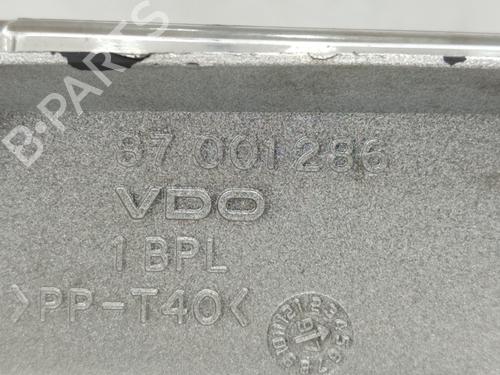 B-PARTS
87 001 286
VDO
1 BPL
>PP-T40<